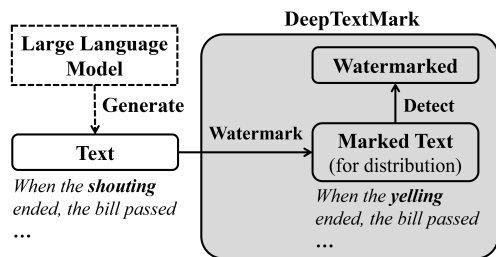 DeepTextMark
Large Language
Model
Generate
Text
When the shouting
ended, the bill passed
...
Watermark
Watermarked
Detect
Marked Text
(for distribution)
When the yelling
ended, the bill passed
...